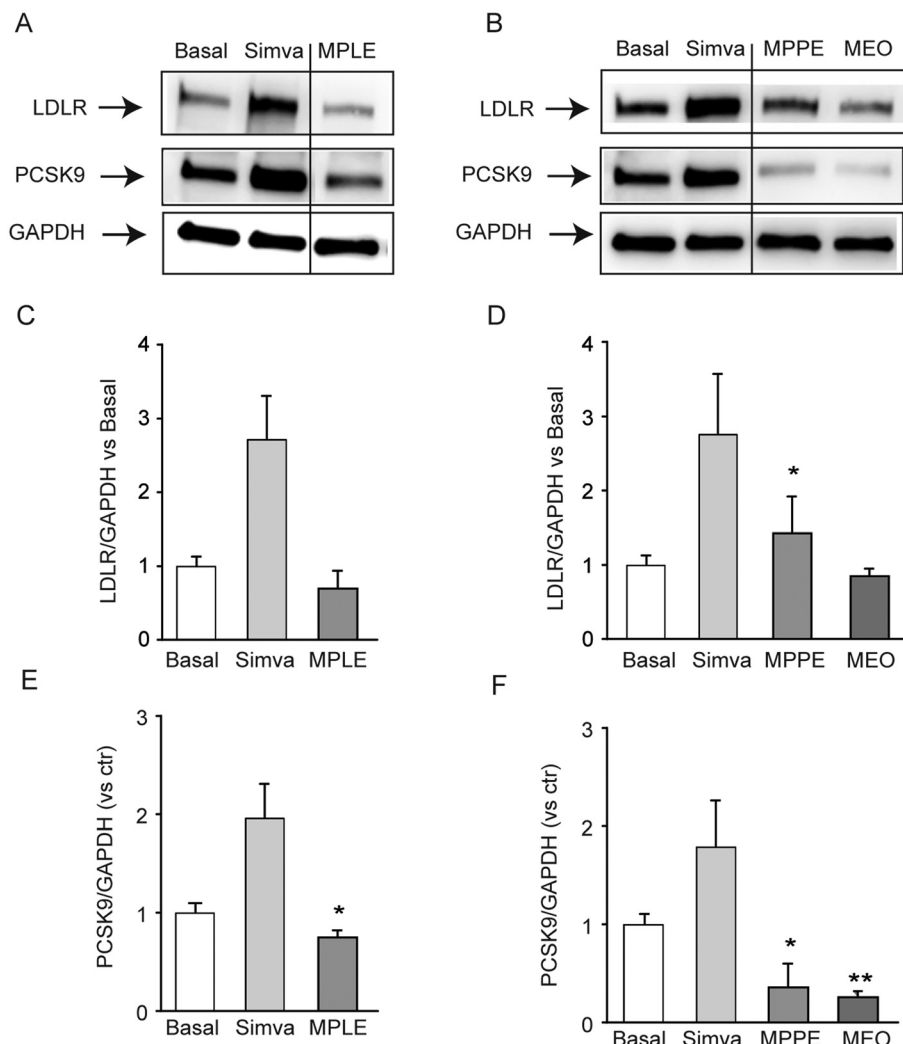 A
Basal Simva MPLE
LDLR
PCSK9
GAPDH
B
Basal Simva MPPE MEO
LDLR
PCSK9
GAPDH
C
LDLR/GAPDH vs Basal
4
3
2
1
0
Basal Simva MPLE
D
LDLR/GAPDH vs Basal
4
3
2
1
0
*
Basal Simva MPPE MEO
E
PCSK9/GAPDH (vs ctr)
3
2
1
0
*
Basal Simva MPLE
F
PCSK9/GAPDH (vs ctr)
3
2
1
0
*
**
Basal Simva MPPE MEO